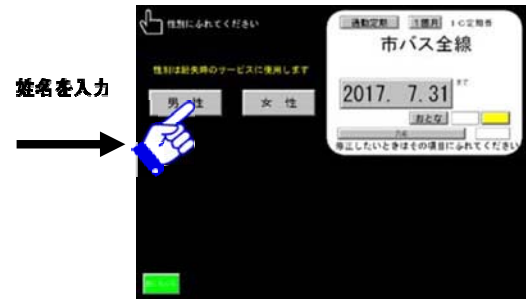 性別にふれてください
性別は紛失時のサービスに使用します
男 性
女 性
姓名を入力
通勤定期 1箇月 IC定期券
市バス全線
2017. 7.31 まで
おとな
修正したいときはその項目にふれてください